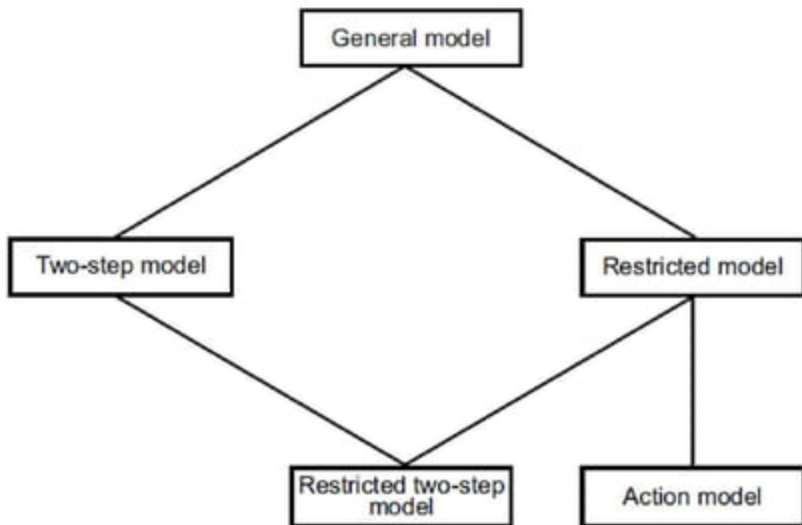 General model
Two-step model
Restricted model
Restricted two-step
model
Action model